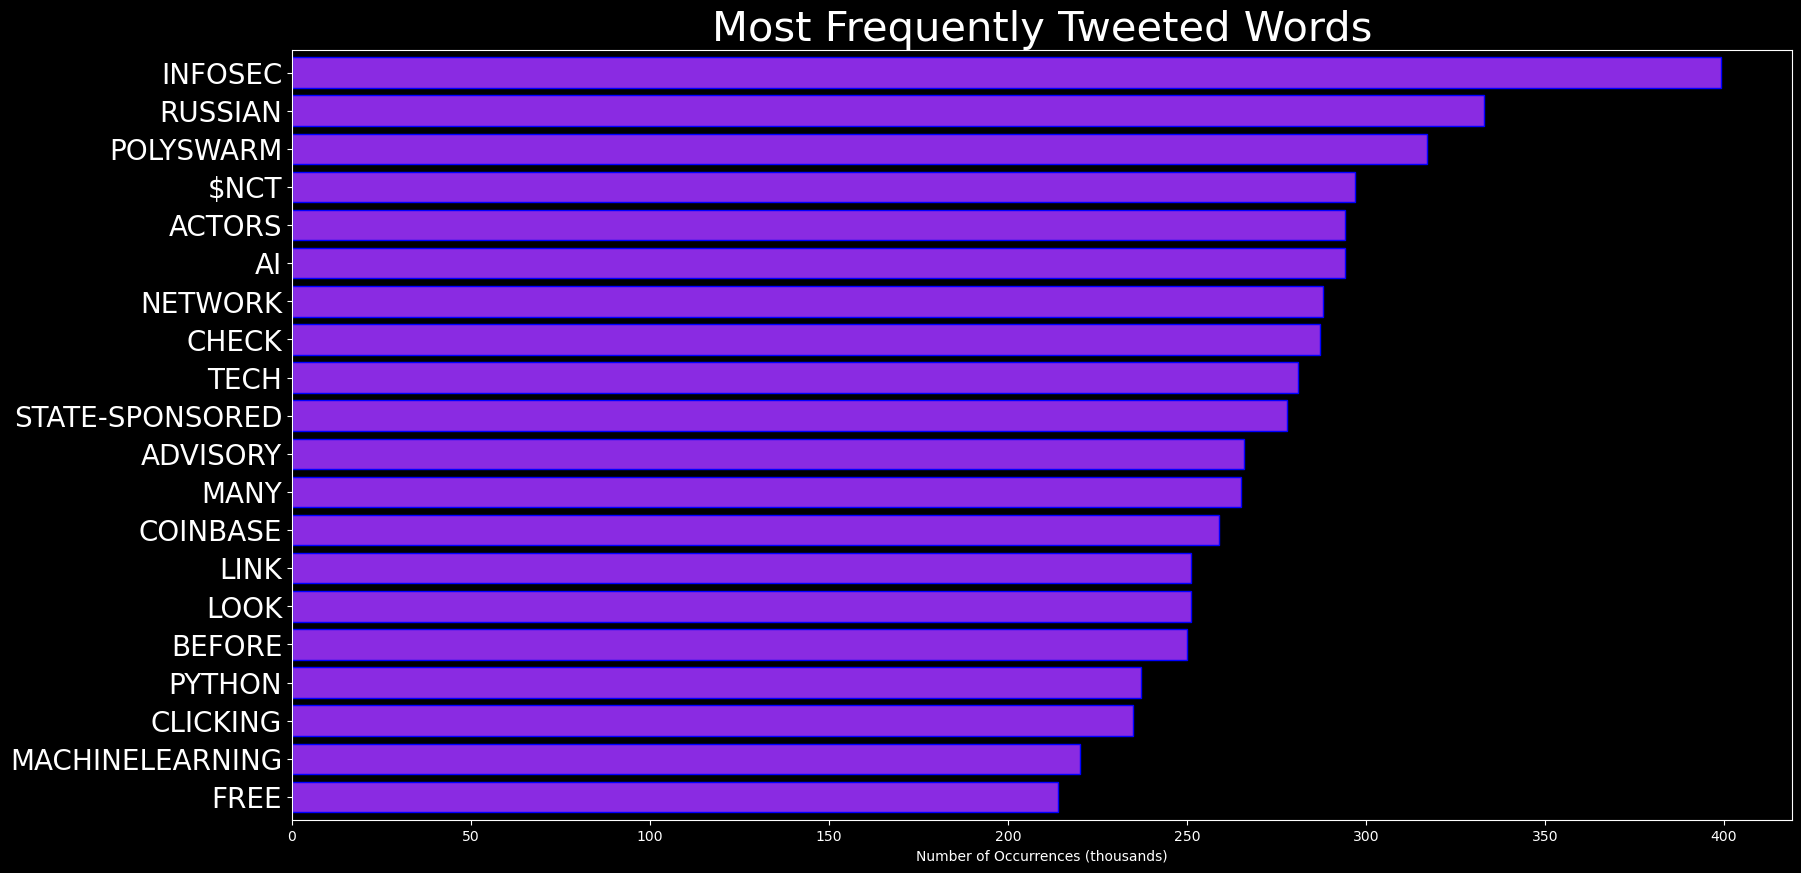 Most Frequently Tweeted Words
INFOSEC
RUSSIAN
POLYSWARM
$NCT
ACTORS
AI
NETWORK
CHECK
TECH
STATE-SPONSORED
ADVISORY
MANY
COINBASE
LINK
LOOK
BEFORE
PYTHON
CLICKING
MACHINELEARNING
FREE
0 50 100 150 200 250 300 350 400
Number of Occurrences (thousands)